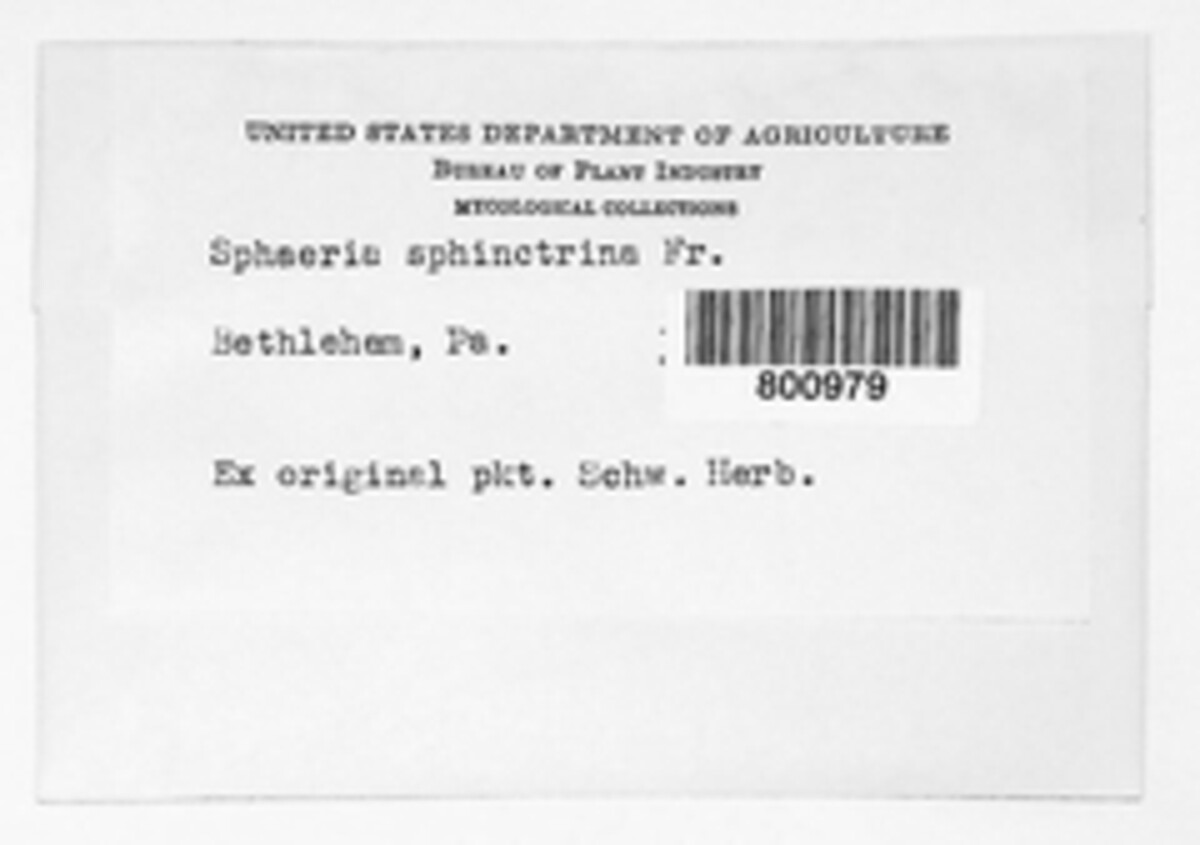 UNITED STATES DEPARTMENT OF AGRICULTURE
BUREAU OF PLANT INDUSTRY
MYCOLOGICAL COLLECTIONS
Sphaeria sphinctrina Fr.
Bethlehem, Pa.
800979
Ex original pkt. Schw. Herb.